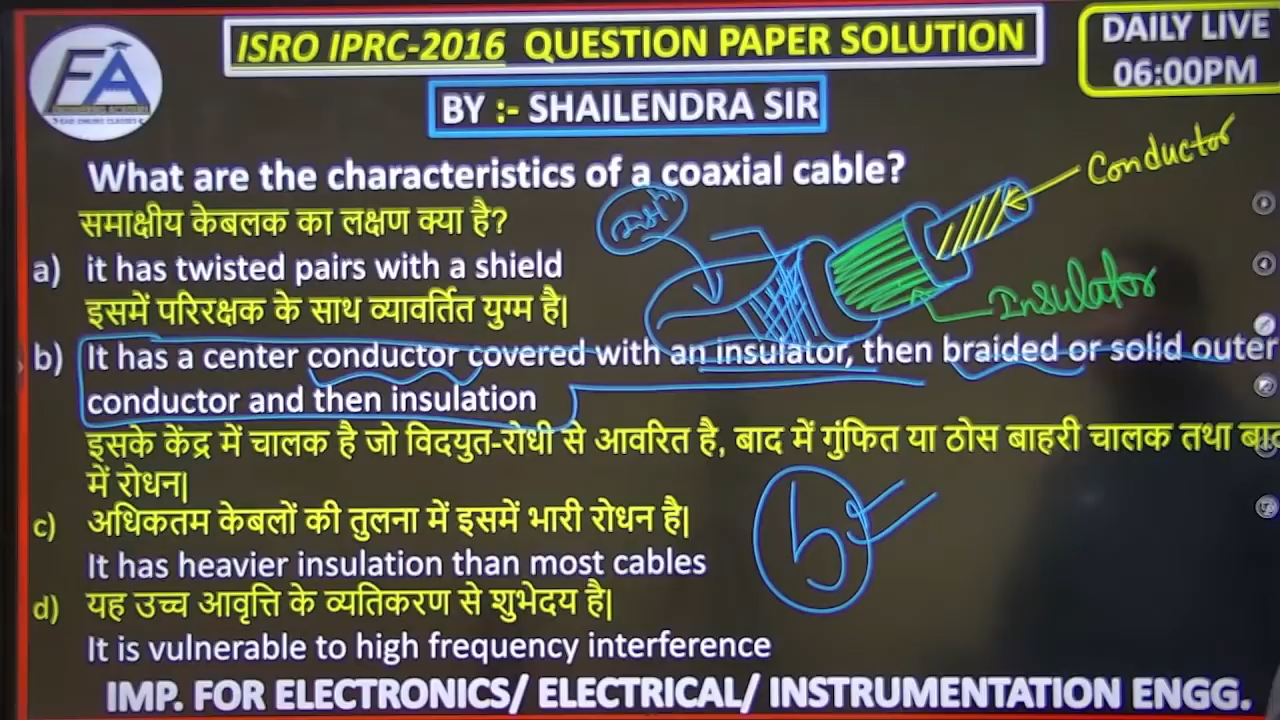 ISRO IPRC-2016 QUESTION PAPER SOLUTION
DAILY LIVE
06:00PM
FA
BY :- SHAILENDRA SIR
What are the characteristics of a coaxial cable?
Conductor
समाक्षीय केबलक का लक्षण क्या है?
a) it has twisted pairs with a shield
Insulator
इसमें परिरक्षक के साथ व्यावर्तित युग्म है|
b) It has a center conductor covered with an insulator, then braided or solid outer
conductor and then insulation
इसके केंद्र में चालक है जो विदयुत-रोधी से आवरित है, बाद में गुंफित या ठोस बाहरी चालक तथा बाद
में रोधन|
b
c) अधिकतम केबलों की तुलना में इसमें भारी रोधन है|
It has heavier insulation than most cables
d) यह उच्च आवृत्ति के व्यतिकरण से शुभेदय है|
It is vulnerable to high frequency interference
IMP. FOR ELECTRONICS/ ELECTRICAL/ INSTRUMENTATION ENGG.